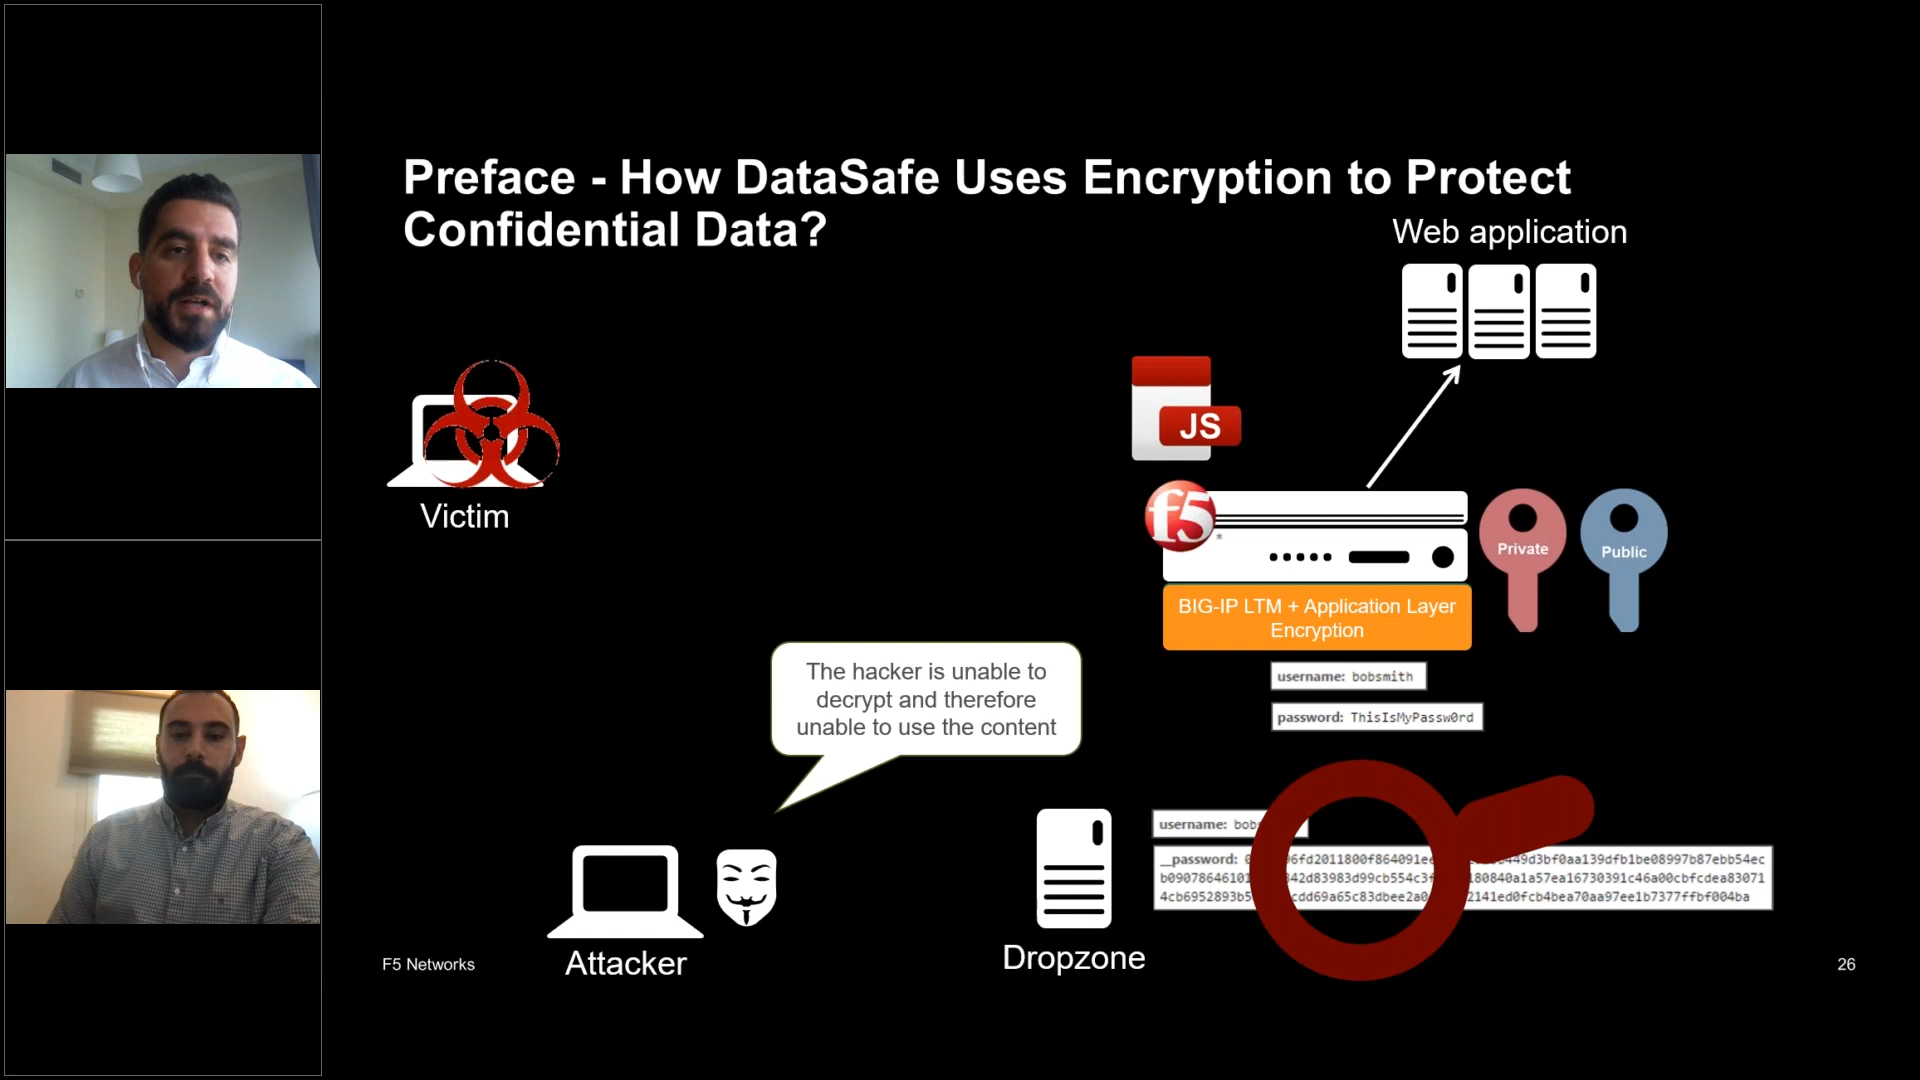 Preface - How DataSafe Uses Encryption to Protect
Confidential Data?
Web application
JS
Victim
f5
Private
Public
BIG-IP LTM + Application Layer
Encryption
The hacker is unable to
decrypt and therefore
unable to use the content
username: bobsmith
password: ThisIsMyPassw0rd
username:
__password:
Attacker
Dropzone
F5 Networks
26